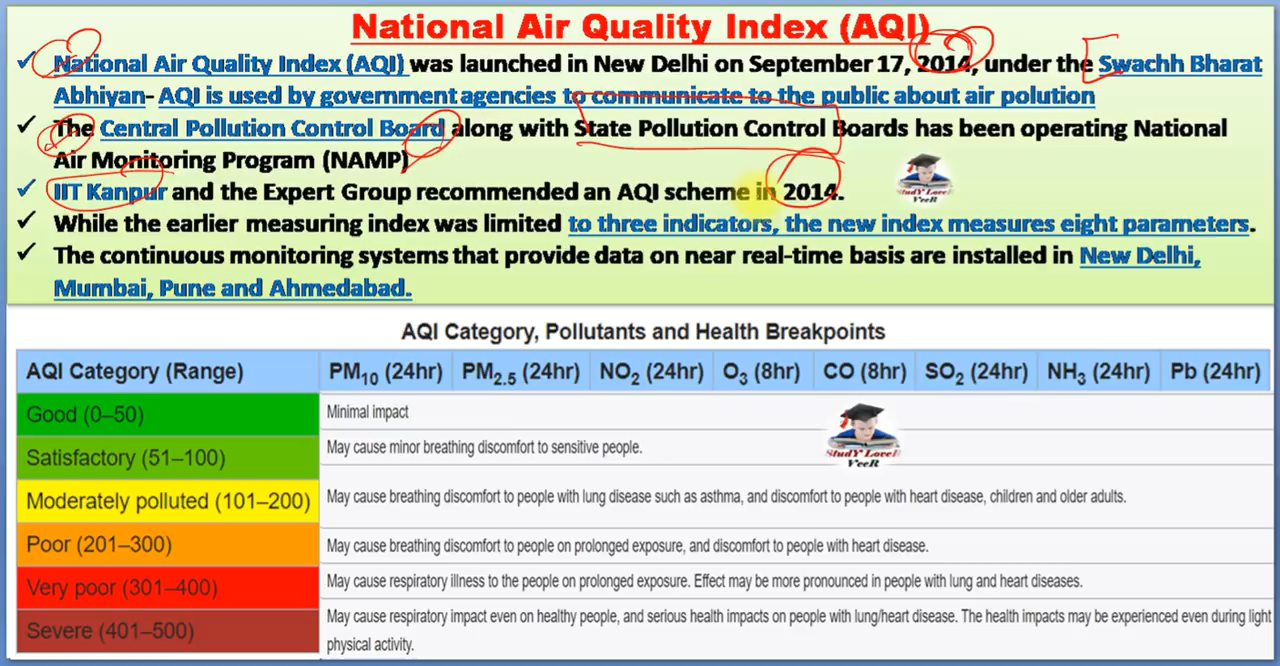 National Air Quality Index (AQI)
✓ National Air Quality Index (AQI) was launched in New Delhi on September 17, 2014, under the Swachh Bharat
Abhiyan- AQI is used by government agencies to communicate to the public about air polution
✓ The Central Pollution Control Board along with State Pollution Control Boards has been operating National
Air Monitoring Program (NAMP)
✓ IIT Kanpur and the Expert Group recommended an AQI scheme in 2014.
StudY LoveR
VeeR
✓ While the earlier measuring index was limited to three indicators, the new index measures eight parameters.
✓ The continuous monitoring systems that provide data on near real-time basis are installed in New Delhi,
Mumbai, Pune and Ahmedabad.
AQI Category, Pollutants and Health Breakpoints
AQI Category (Range) PM10 (24hr) PM2.5 (24hr) NO2 (24hr) O3 (8hr) CO (8hr) SO2 (24hr) NH3 (24hr) Pb (24hr)
Good (0–50) Minimal impact
Satisfactory (51–100) May cause minor breathing discomfort to sensitive people.
StudY LoveR
VeeR
Moderately polluted (101–200) May cause breathing discomfort to people with lung disease such as asthma, and discomfort to people with heart disease, children and older adults.
Poor (201–300) May cause breathing discomfort to people on prolonged exposure, and discomfort to people with heart disease.
Very poor (301–400) May cause respiratory illness to the people on prolonged exposure. Effect may be more pronounced in people with lung and heart diseases.
Severe (401–500) May cause respiratory impact even on healthy people, and serious health impacts on people with lung/heart disease. The health impacts may be experienced even during light
physical activity.